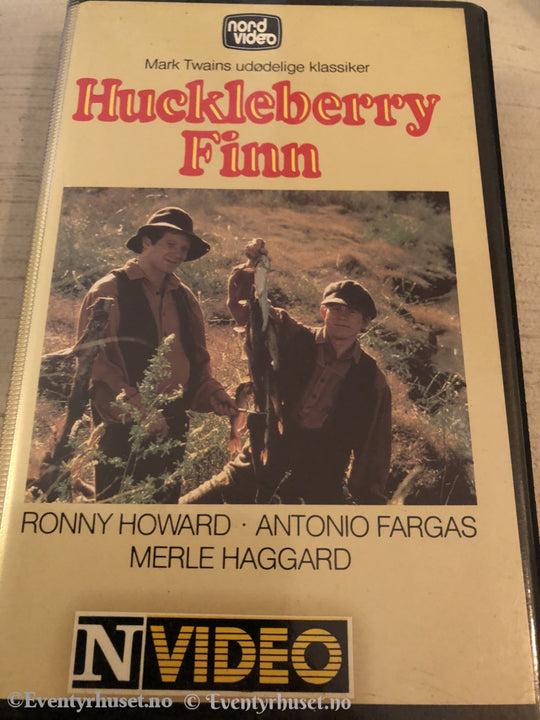 nord
video
Mark Twains udødelige klassiker
Huckleberry
Finn
RONNY HOWARD · ANTONIO FARGAS
MERLE HAGGARD
N VIDEO
©Eventyrhuset.no © Eventyrhuset.no